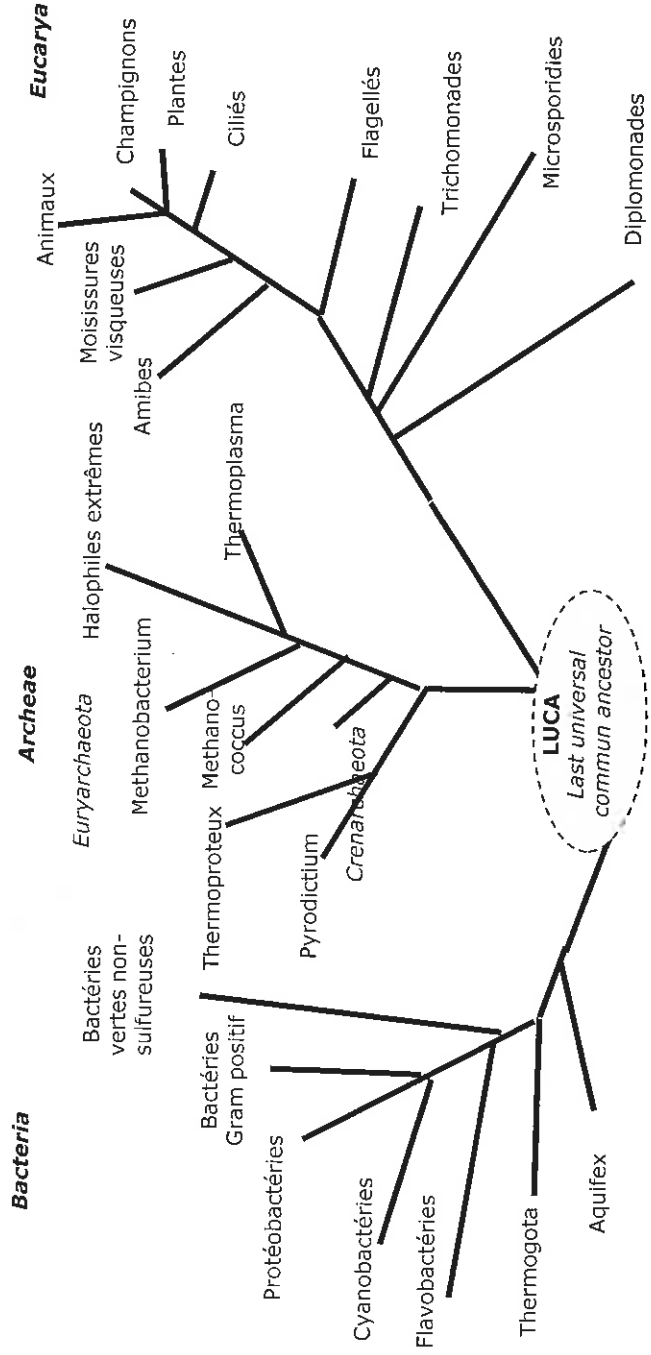 Bacteria
Archeae
Eucarya
Bactéries
vertes non-
sulfureuses
Bactéries
Gram positif
Protéobactéries
Cyanobactéries
Flavobactéries
Thermogota
Aquifex
Euryarchaeota
Halophiles extrêmes
Methanobacterium
Thermoplasma
Methano-
coccus
Thermoproteux
Pyrodictium
Crenarchaeota
Animaux
Champignons
Plantes
Ciliés
Moisissures
visqueuses
Amibes
Flagellés
Trichomonades
Microsporidies
Diplomonades
LUCA
Last universal
commun ancestor